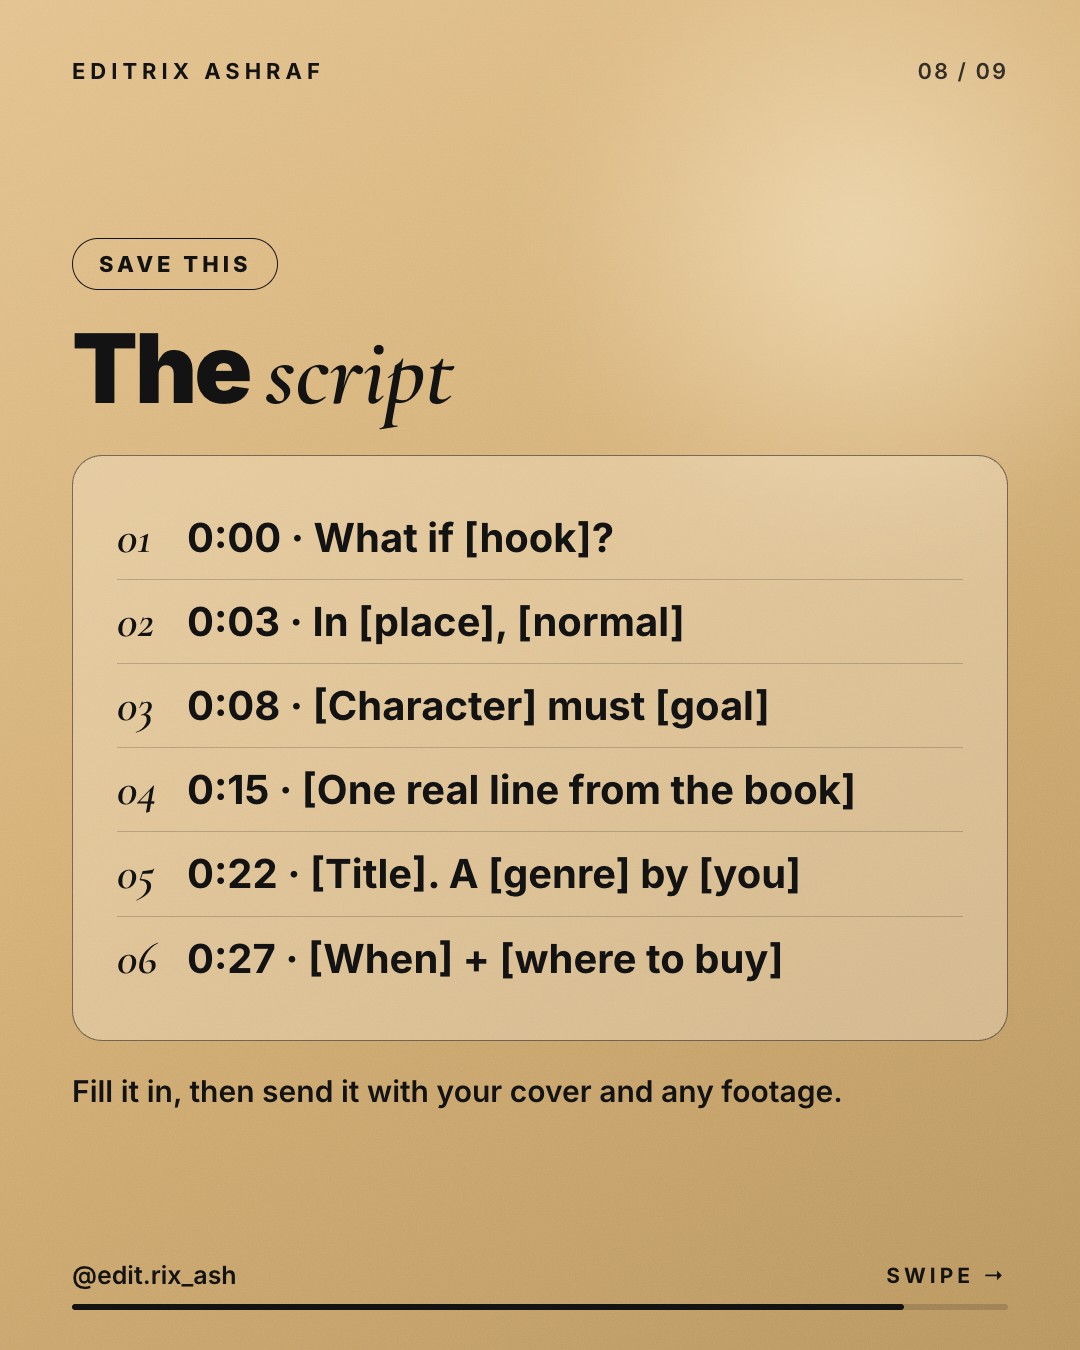 EDITRIX ASHRAF
08 / 09
SAVE THIS
The script
01 0:00 · What if [hook]?
02 0:03 · In [place], [normal]
03 0:08 · [Character] must [goal]
04 0:15 · [One real line from the book]
05 0:22 · [Title]. A [genre] by [you]
06 0:27 · [When] + [where to buy]
Fill it in, then send it with your cover and any footage.
@edit.rix_ash
SWIPE →